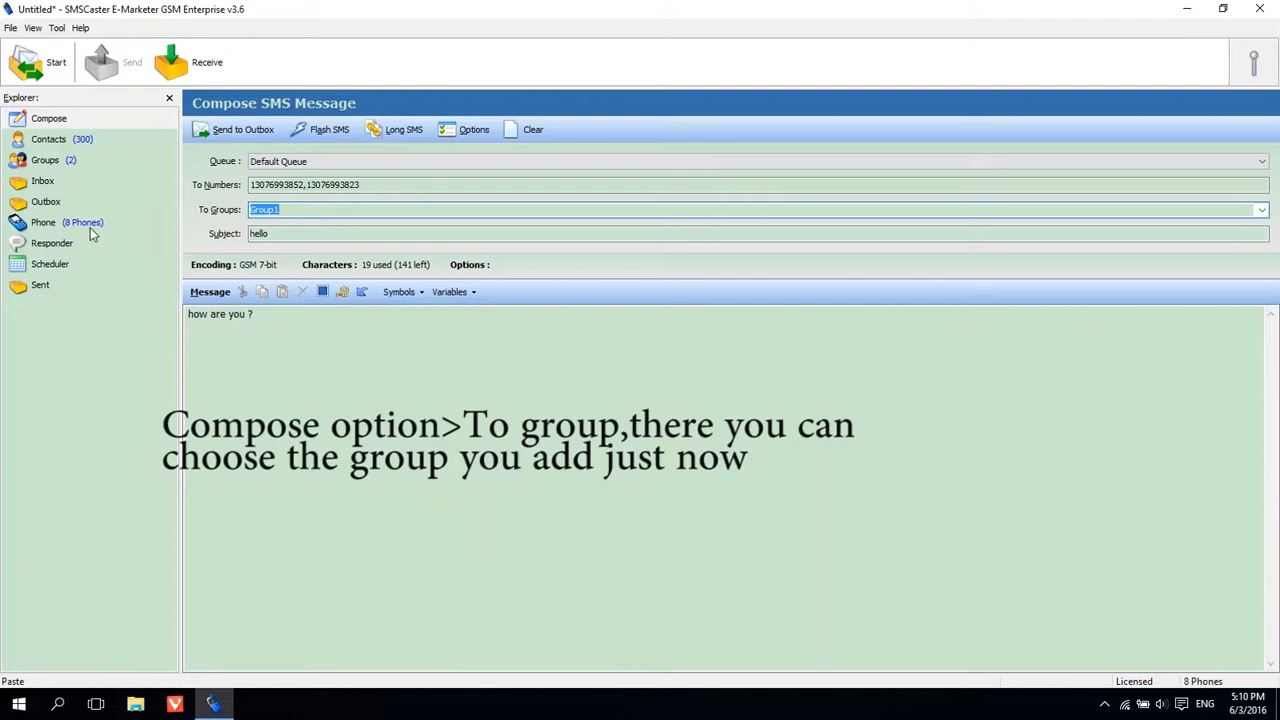 Untitled* - SMSCaster E-Marketer GSM Enterprise v3.6
File View Tool Help
Start Send Receive
Explorer:
Compose
Contacts (300)
Groups (2)
Inbox
Outbox
Phone (8 Phones)
Responder
Scheduler
Sent
Compose SMS Message
Send to Outbox Flash SMS Long SMS Options Clear
Queue : Default Queue
To Numbers: 13076993852,13076993823
To Groups: Group1
Subject: hello
Encoding : GSM 7-bit Characters : 19 used (141 left) Options :
Message Symbols Variables
how are you ?
Compose option>To group,there you can
choose the group you add just now
Paste Licensed 8 Phones
ENG 5:10 PM
6/3/2016